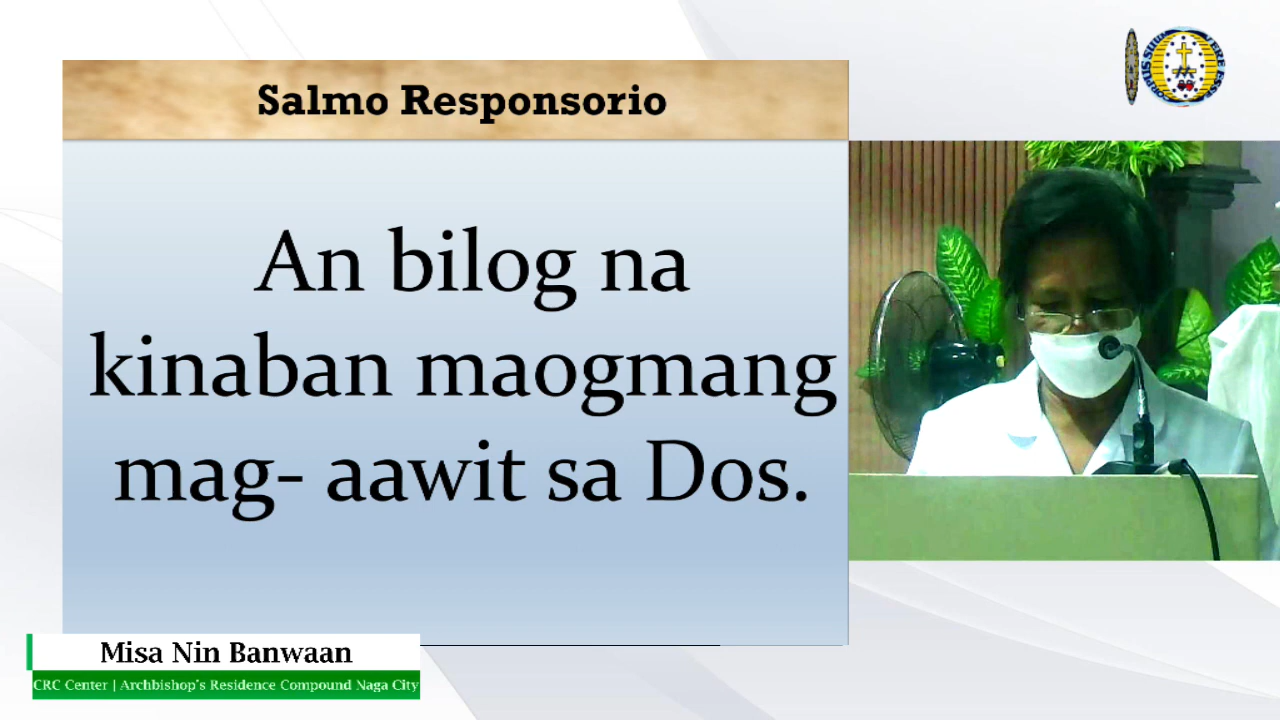 Salmo Responsorio
An bilog na
kinaban maogmang
mag- aawit sa Dos.
Misa Nin Banwaan
CRC Center | Archbishop's Residence Compound Naga City